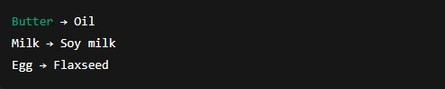 Butter → Oil
Milk → Soy milk
Egg → Flaxseed